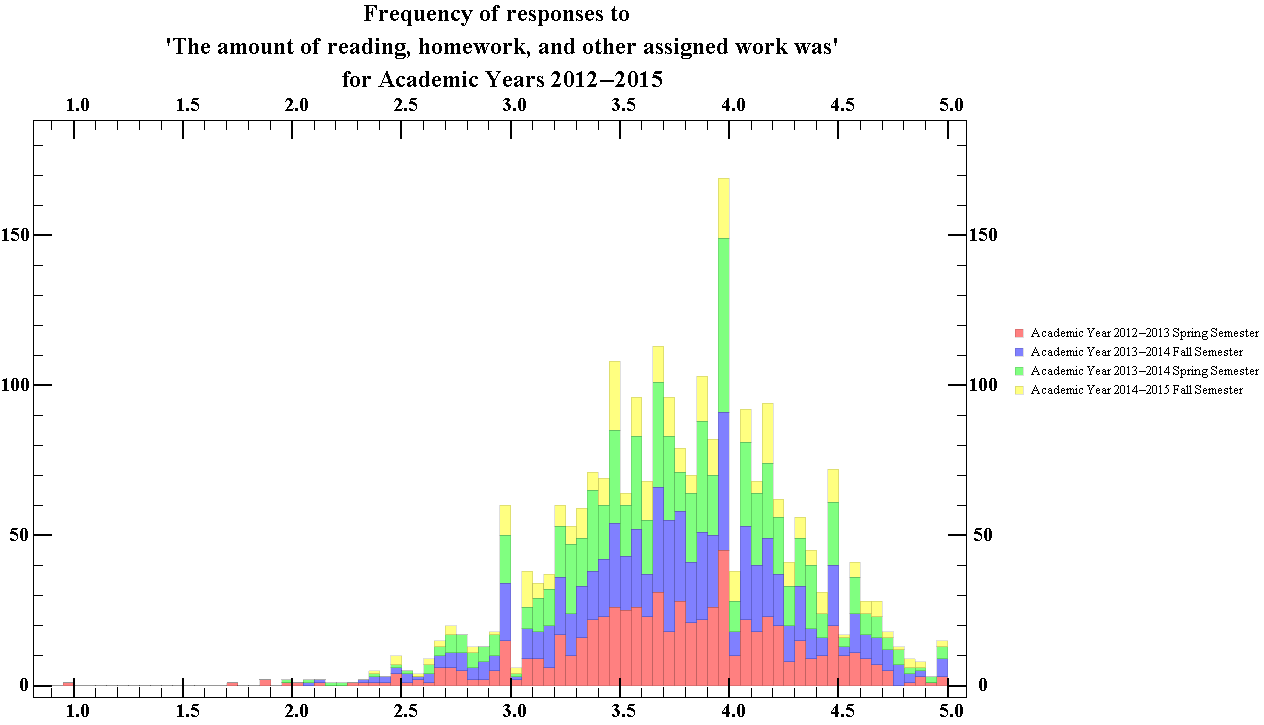 Frequency of responses to
'The amount of reading, homework, and other assigned work was'
for Academic Years 2012–2015
1.0 1.5 2.0 2.5 3.0 3.5 4.0 4.5 5.0
150 150
100 100
50 50
0 0
1.0 1.5 2.0 2.5 3.0 3.5 4.0 4.5 5.0
Academic Year 2012–2013 Spring Semester
Academic Year 2013–2014 Fall Semester
Academic Year 2013–2014 Spring Semester
Academic Year 2014–2015 Fall Semester